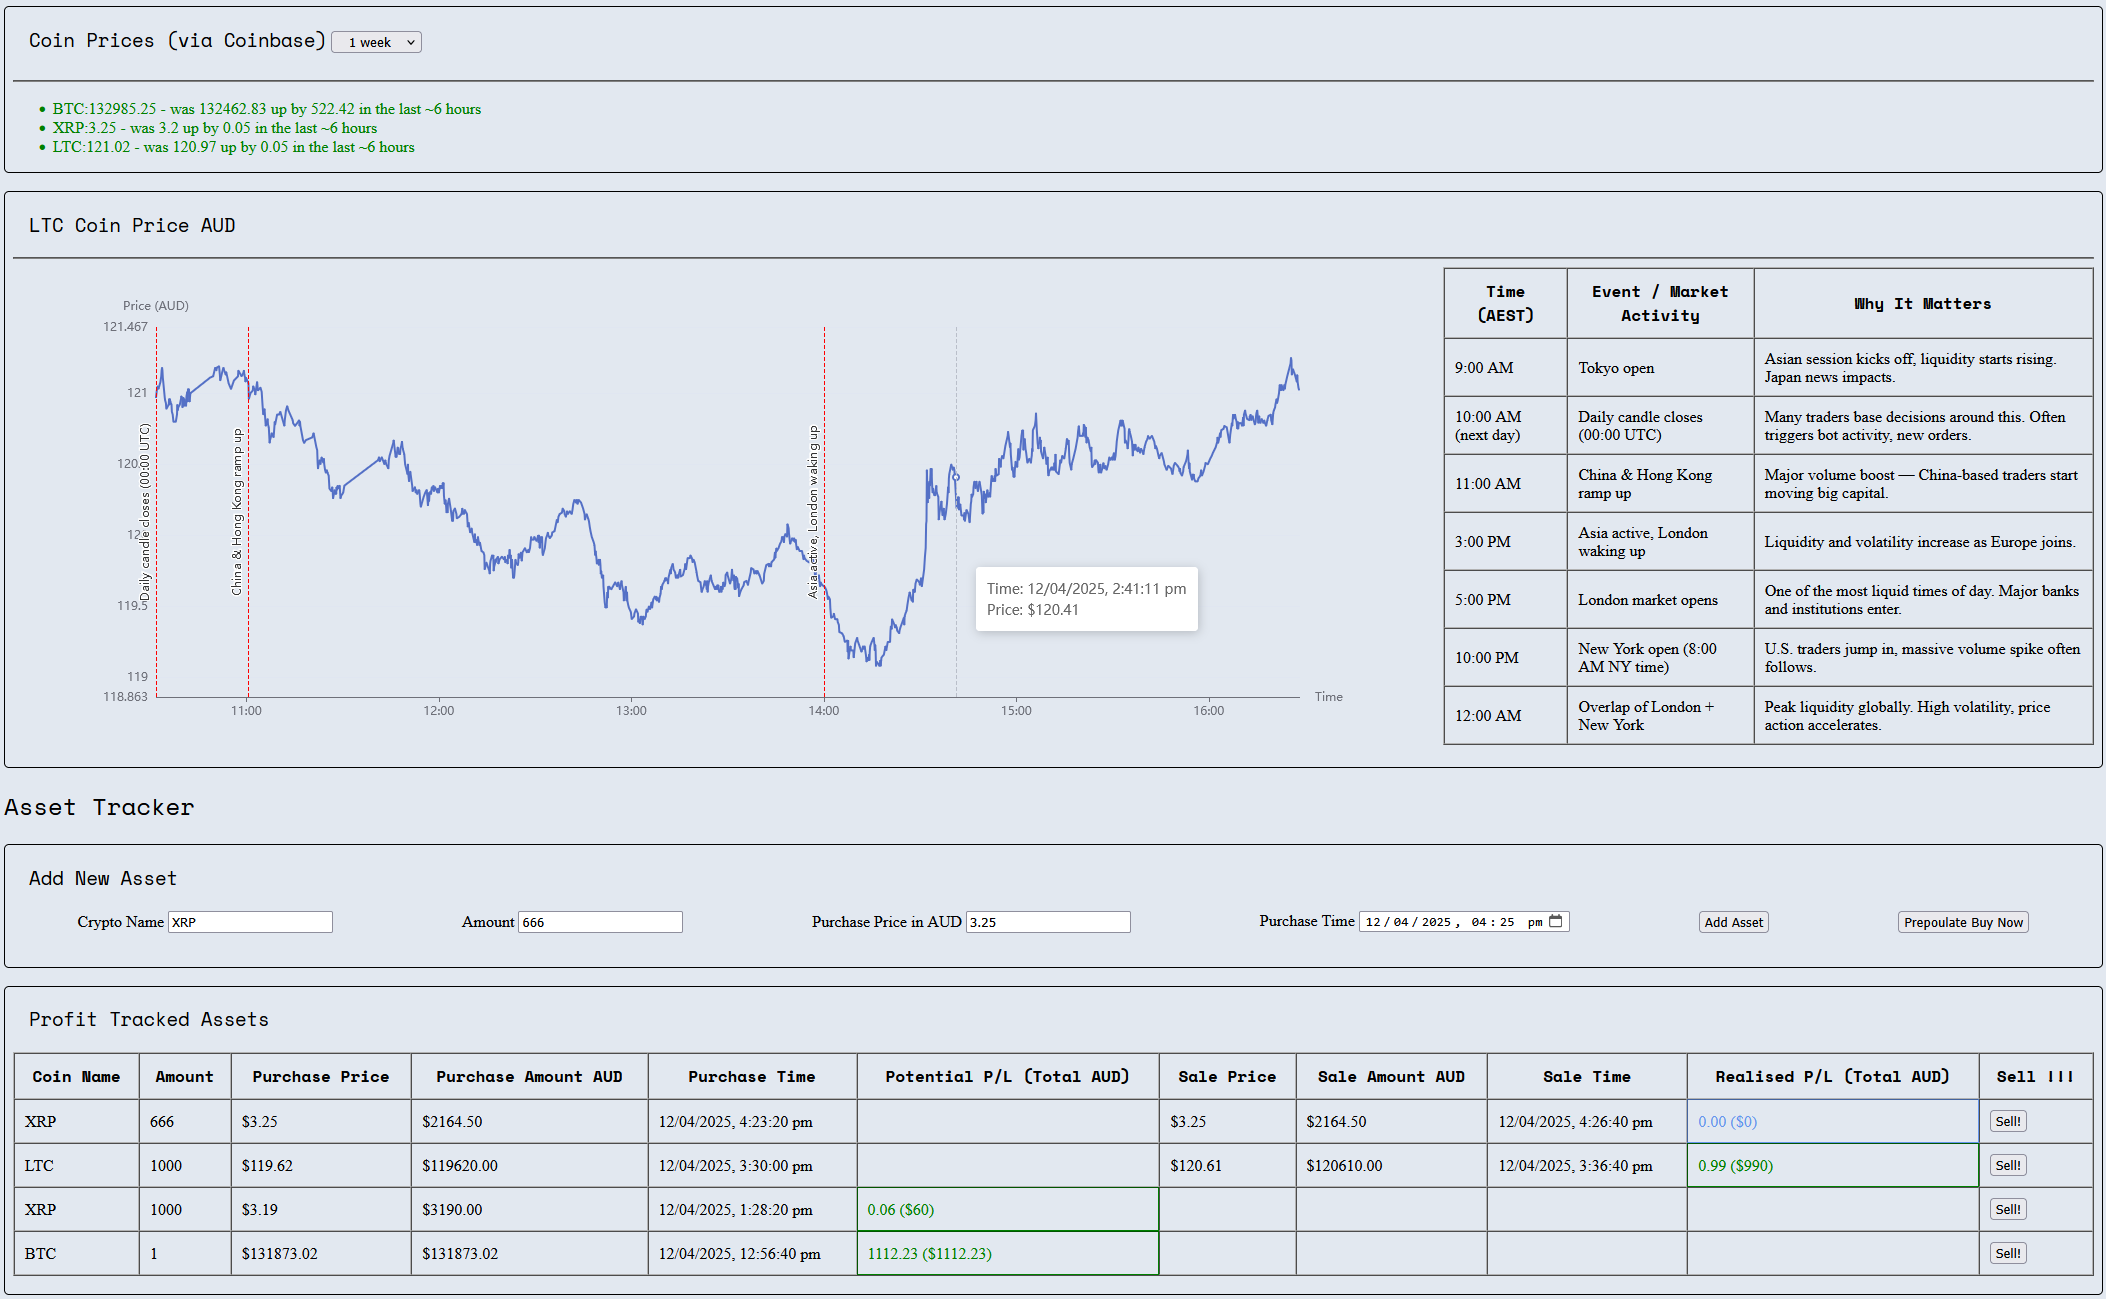 Coin Prices (via Coinbase) 1 week
BTC:132985.25 - was 132462.83 up by 522.42 in the last ~6 hours
XRP:3.25 - was 3.2 up by 0.05 in the last ~6 hours
LTC:121.02 - was 120.97 up by 0.05 in the last ~6 hours
LTC Coin Price AUD
Price (AUD)
121.467
121
120.
12
119.5
119
118.863
Daily candle closes (00:00 UTC)
China & Hong Kong ramp up
Asia active, London waking up
Time: 12/04/2025, 2:41:11 pm
Price: $120.41
11:00 12:00 13:00 14:00 15:00 16:00
Time
Time (AEST) Event / Market Activity Why It Matters
9:00 AM Tokyo open Asian session kicks off, liquidity starts rising. Japan news impacts.
10:00 AM (next day) Daily candle closes (00:00 UTC) Many traders base decisions around this. Often triggers bot activity, new orders.
11:00 AM China & Hong Kong ramp up Major volume boost — China-based traders start moving big capital.
3:00 PM Asia active, London waking up Liquidity and volatility increase as Europe joins.
5:00 PM London market opens One of the most liquid times of day. Major banks and institutions enter.
10:00 PM New York open (8:00 AM NY time) U.S. traders jump in, massive volume spike often follows.
12:00 AM Overlap of London + New York Peak liquidity globally. High volatility, price action accelerates.
Asset Tracker
Add New Asset
Crypto Name XRP Amount 666 Purchase Price in AUD 3.25 Purchase Time 12/04/2025, 04:25 pm Add Asset Prepoulate Buy Now
Profit Tracked Assets
Coin Name Amount Purchase Price Purchase Amount AUD Purchase Time Potential P/L (Total AUD) Sale Price Sale Amount AUD Sale Time Realised P/L (Total AUD) Sell !!!
XRP 666 $3.25 $2164.50 12/04/2025, 4:23:20 pm $3.25 $2164.50 12/04/2025, 4:26:40 pm 0.00 ($0) Sell!
LTC 1000 $119.62 $119620.00 12/04/2025, 3:30:00 pm $120.61 $120610.00 12/04/2025, 3:36:40 pm 0.99 ($990) Sell!
XRP 1000 $3.19 $3190.00 12/04/2025, 1:28:20 pm 0.06 ($60) Sell!
BTC 1 $131873.02 $131873.02 12/04/2025, 12:56:40 pm 1112.23 ($1112.23) Sell!